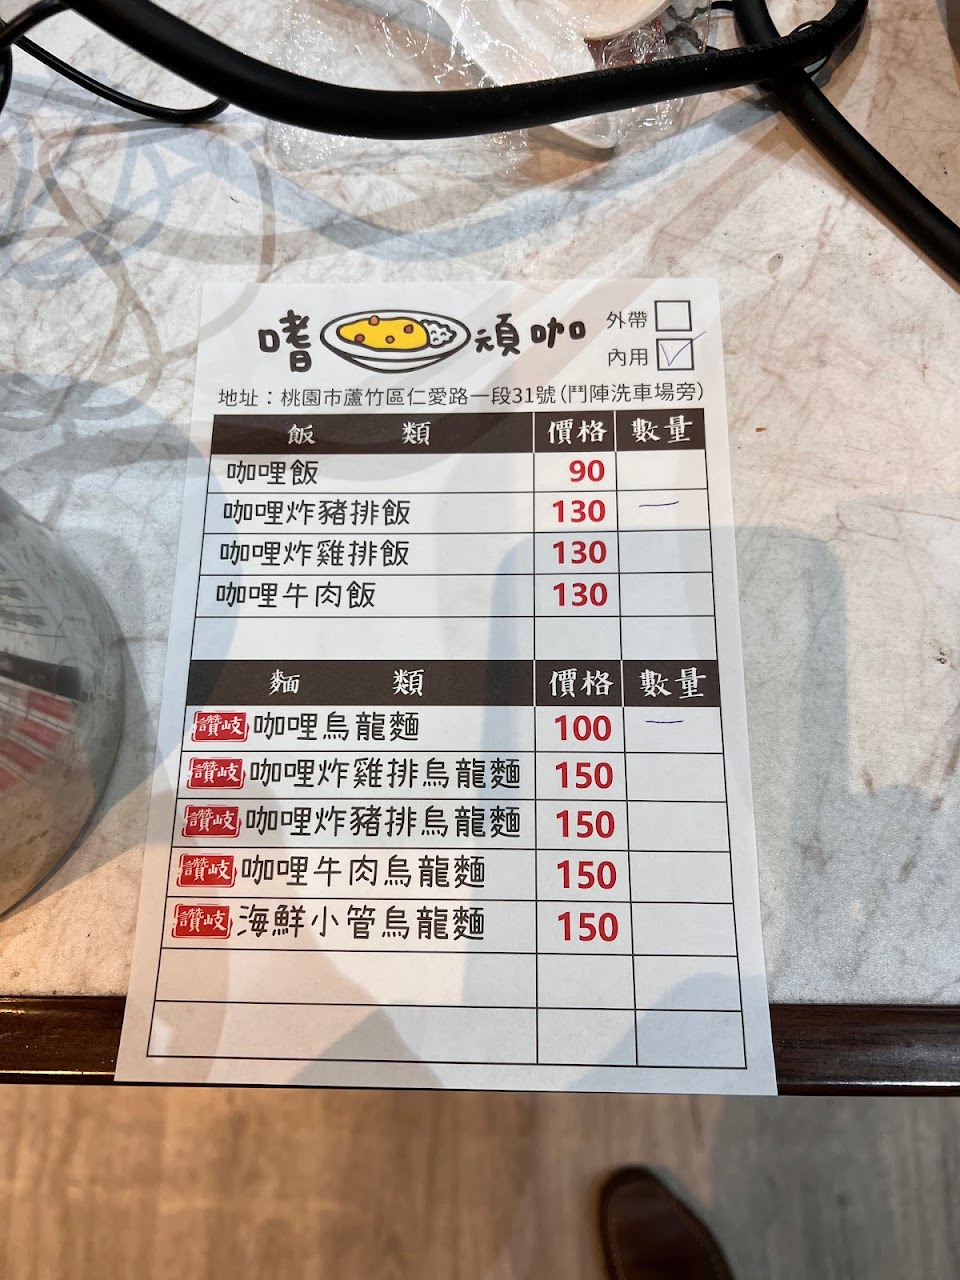 嗜頑咖
外帶
內用
地址：桃園市蘆竹區仁愛路一段31號(鬥陣洗車場旁)
飯類 價格 數量
咖哩飯 90
咖哩炸豬排飯 130 一
咖哩炸雞排飯 130
咖哩牛肉飯 130
麵類 價格 數量
讚岐 咖哩烏龍麵 100 一
讚岐 咖哩炸雞排烏龍麵 150
讚岐 咖哩炸豬排烏龍麵 150
讚岐 咖哩牛肉烏龍麵 150
讚岐 海鮮小管烏龍麵 150